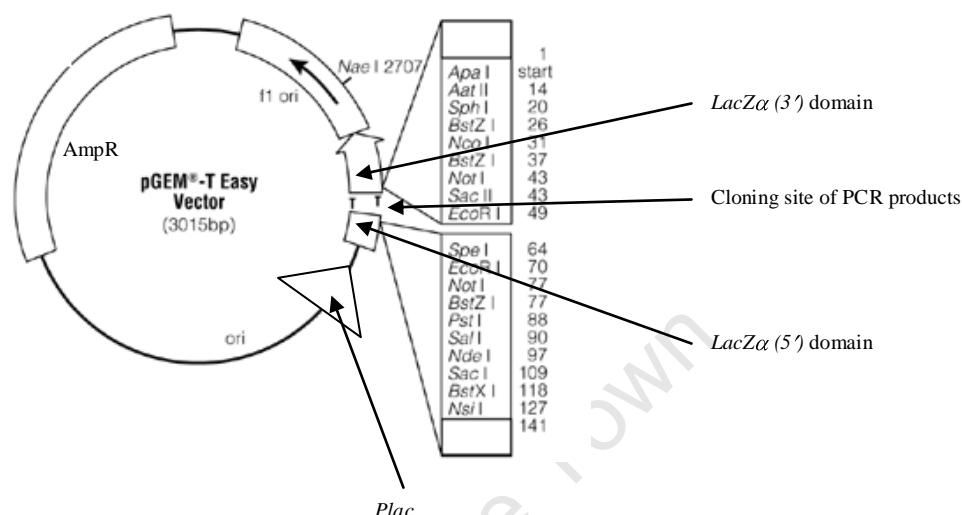 1
Apa I start
Aat II 14
Sph I 20
BstZ I 26
Nco I 31
BstZ I 37
Not I 43
Sac II 43
EcoR I 49
Spe I 64
EcoR I 70
Not I 77
BstZ I 77
Pst I 88
Sal I 90
Nde I 97
Sac I 109
BstX I 118
Nsi I 127
141
Nae I 2707
f1 ori
AmpR
pGEM®-T Easy
Vector
(3015bp)
T T
ori
LacZα (3′) domain
Cloning site of PCR products
LacZα (5′) domain
Plac
Town